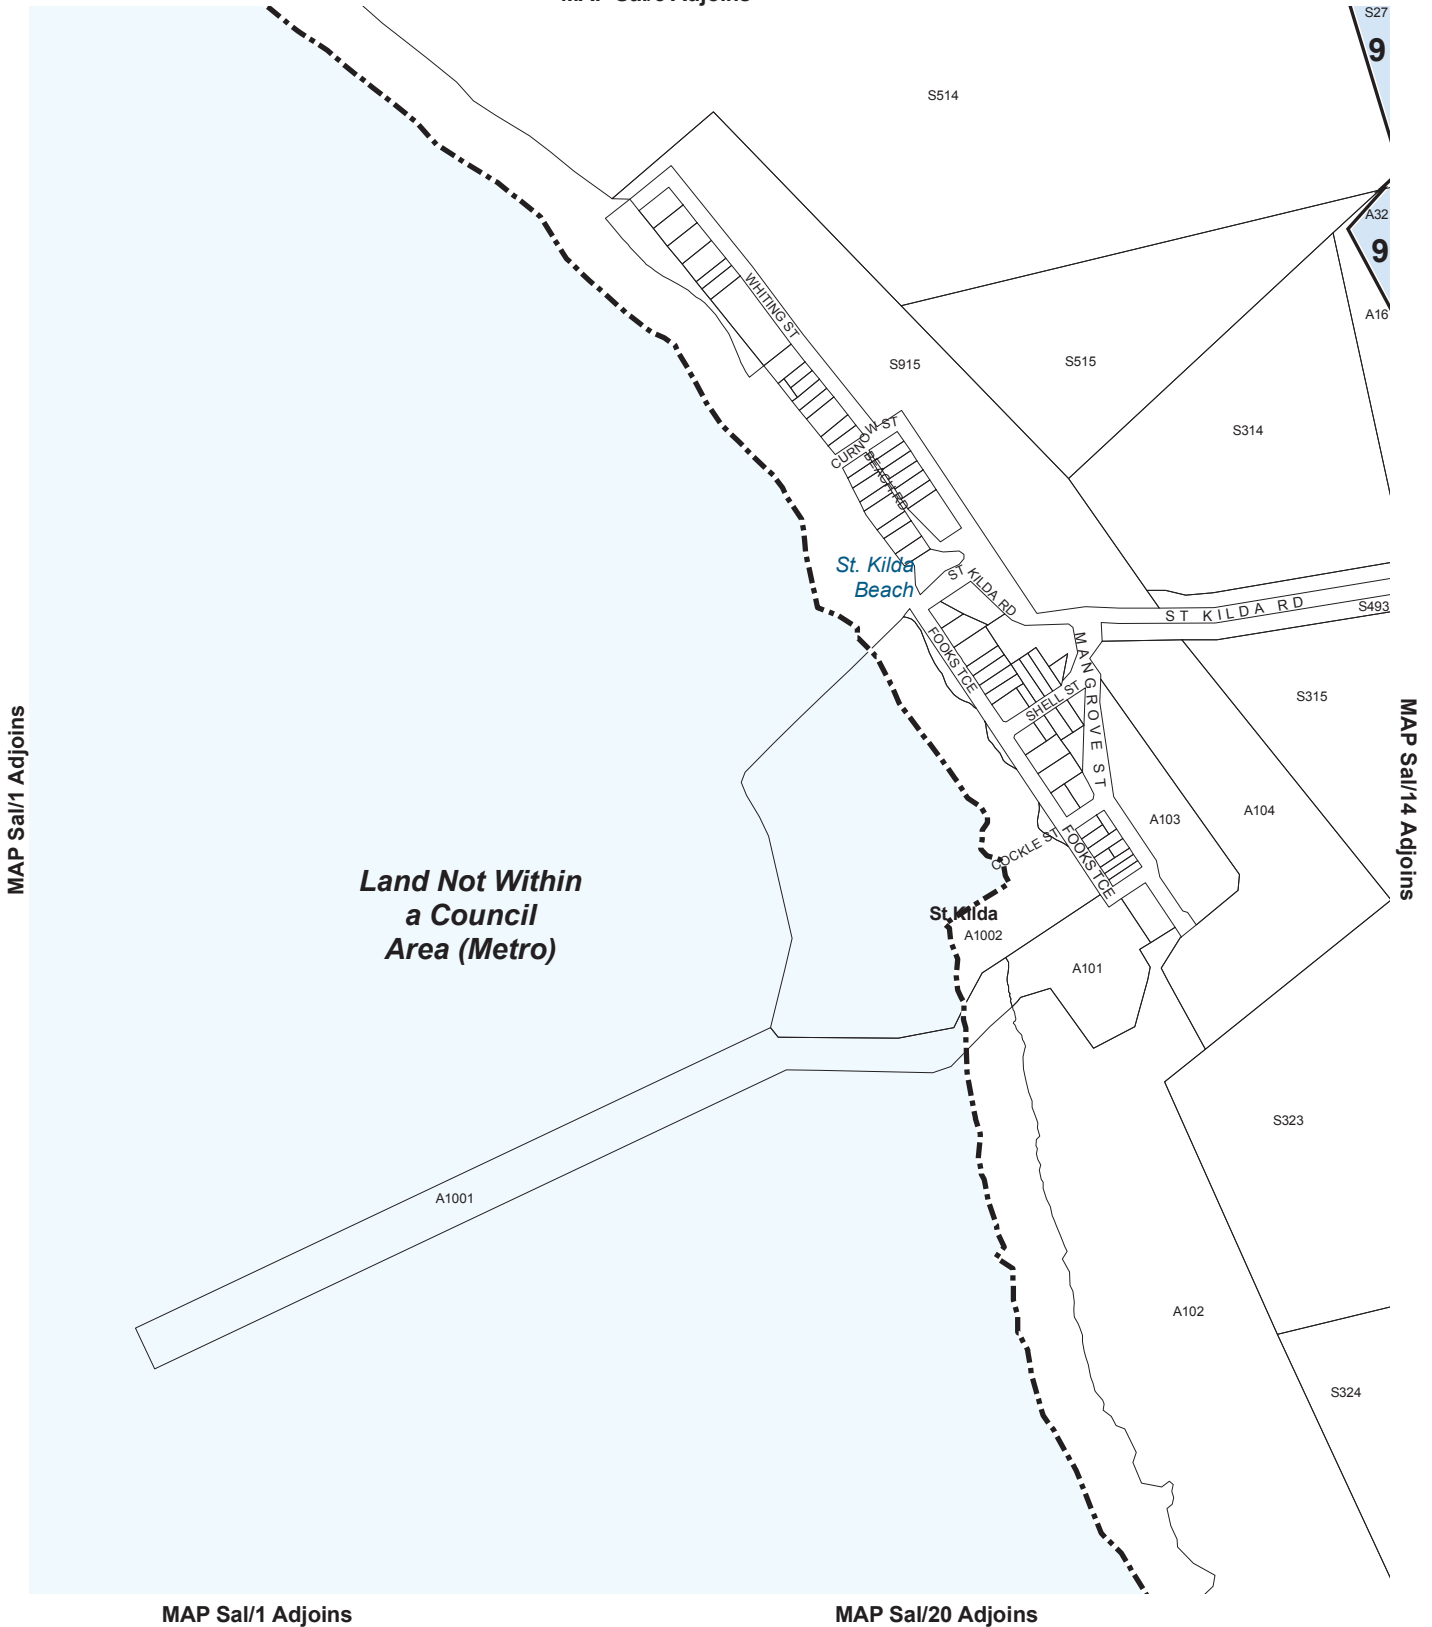 S27
9
S514
A32
9
A16
WHITING ST
S915
S515
S314
CURNOW ST
BEACH RD
St. Kilda
Beach
ST KILDA RD
ST KILDA RD
S493
FOOKS TCE
MANGROVE ST
SHELL ST
S315
MAP Sal/1 Adjoins
MAP Sal/14 Adjoins
A103
A104
COCKLE ST
FOOKS TCE
Land Not Within
a Council
Area (Metro)
St Kilda
A1002
A101
S323
A1001
A102
S324
MAP Sal/1 Adjoins
MAP Sal/20 Adjoins